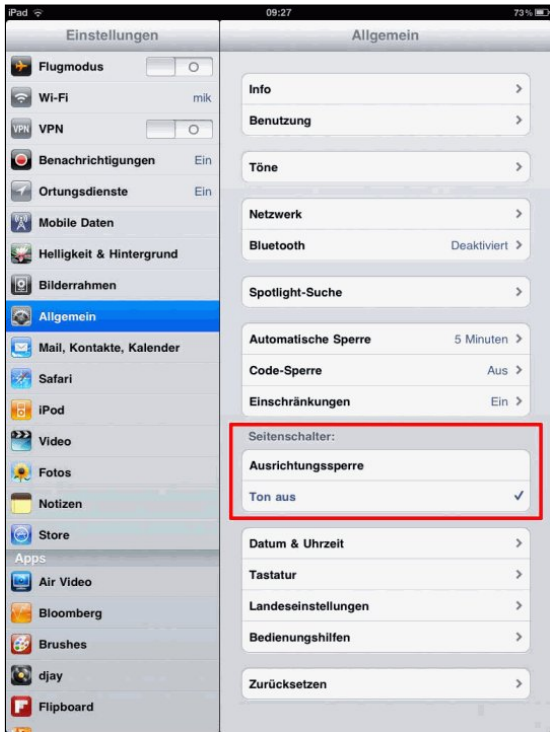 iPad 09:27 73%
Einstellungen
Flugmodus
Wi-Fi mik
VPN VPN
Benachrichtigungen Ein
Ortungsdienste Ein
Mobile Daten
Helligkeit & Hintergrund
Bilderrahmen
Allgemein
Mail, Kontakte, Kalender
Safari
iPod
Video
Fotos
Notizen
Store
Apps
Air Video
Bloomberg
Brushes
djay
Flipboard
Allgemein
Info
Benutzung
Töne
Netzwerk
Bluetooth Deaktiviert
Spotlight-Suche
Automatische Sperre 5 Minuten
Code-Sperre Aus
Einschränkungen Ein
Seitenschalter:
Ausrichtungssperre
Ton aus
Datum & Uhrzeit
Tastatur
Landeseinstellungen
Bedienungshilfen
Zurücksetzen